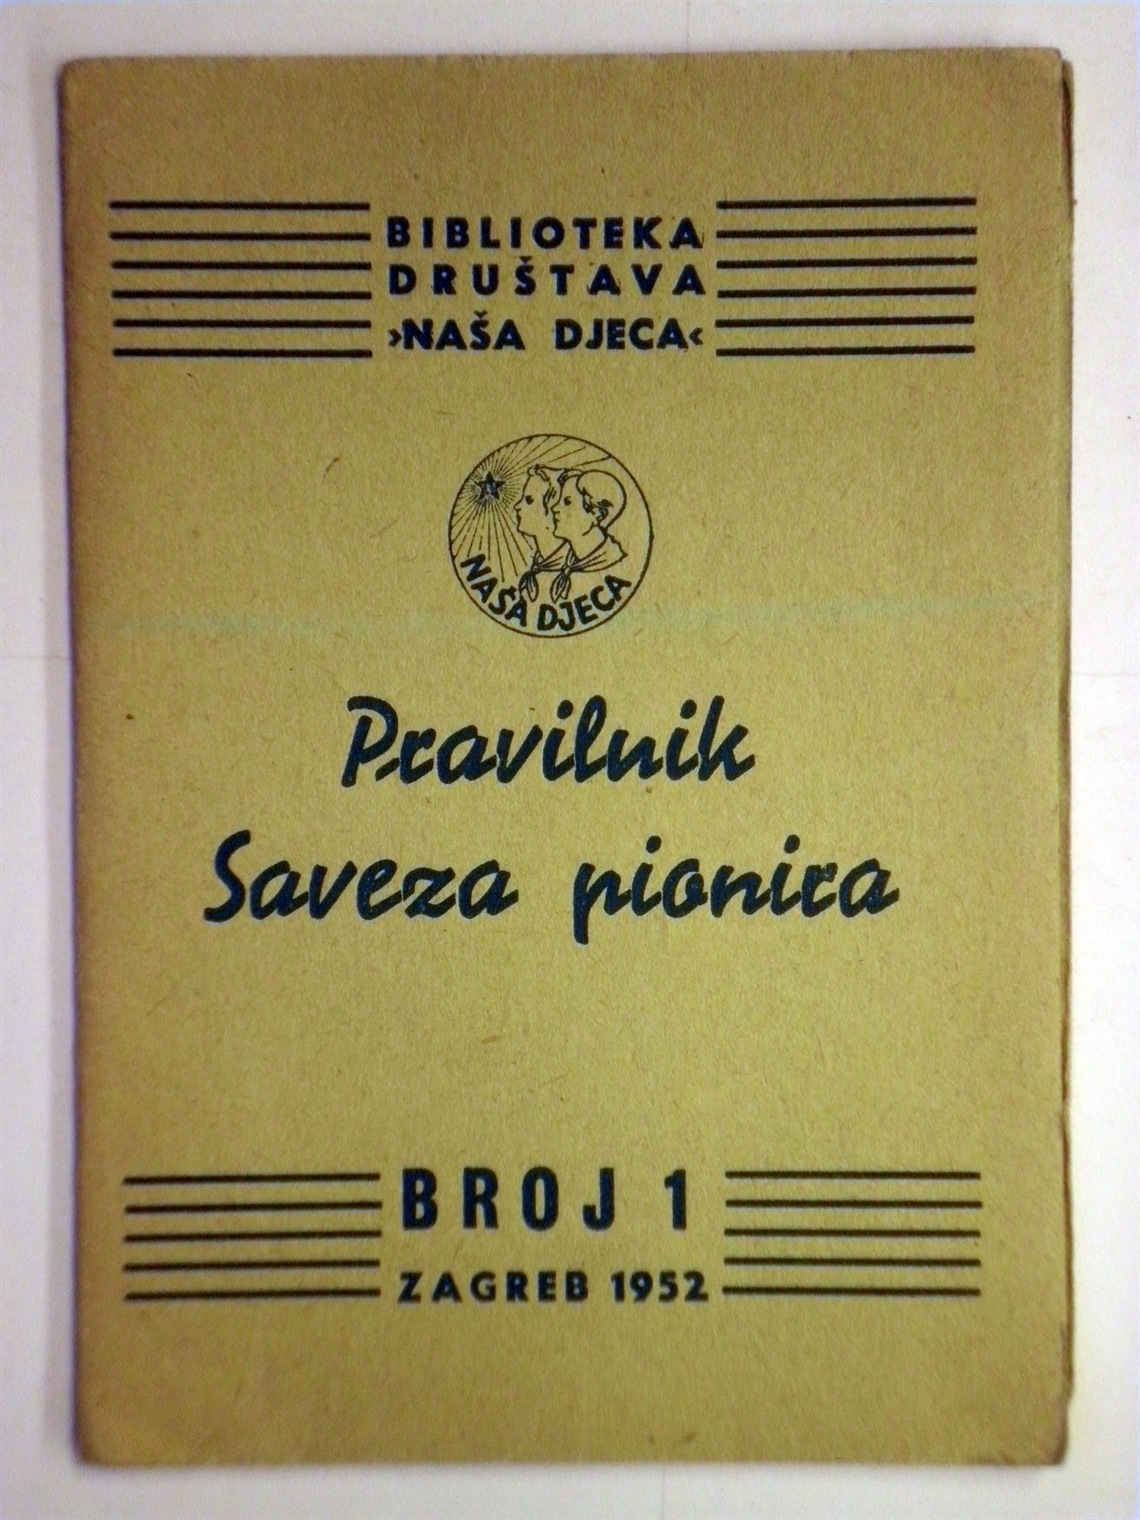 BIBLIOTEKA
DRUŠTAVA
›NAŠA DJECA‹
NAŠA DJECA
Pravilnik
Saveza pionira
BROJ 1
ZAGREB 1952